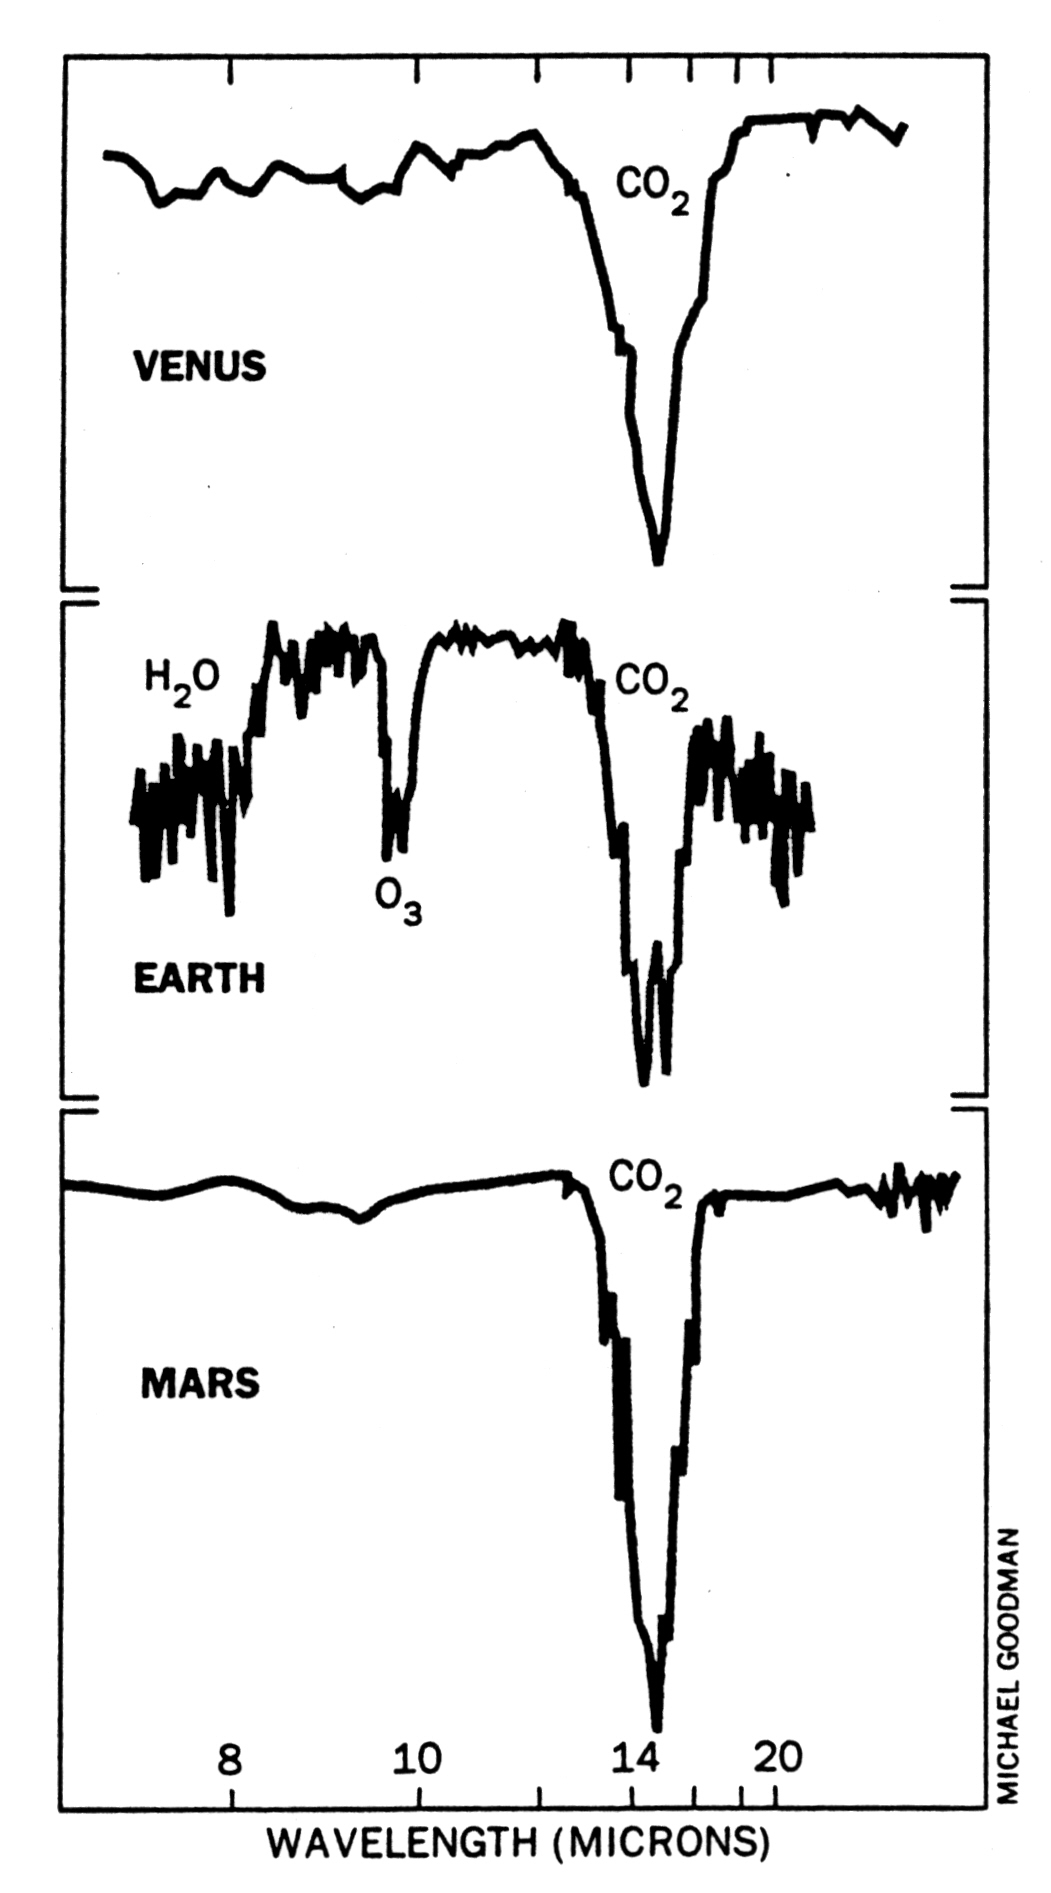 CO2
VENUS
H2O
CO2
O3
EARTH
CO2
MARS
8 10 14 20
WAVELENGTH (MICRONS)
MICHAEL GOODMAN